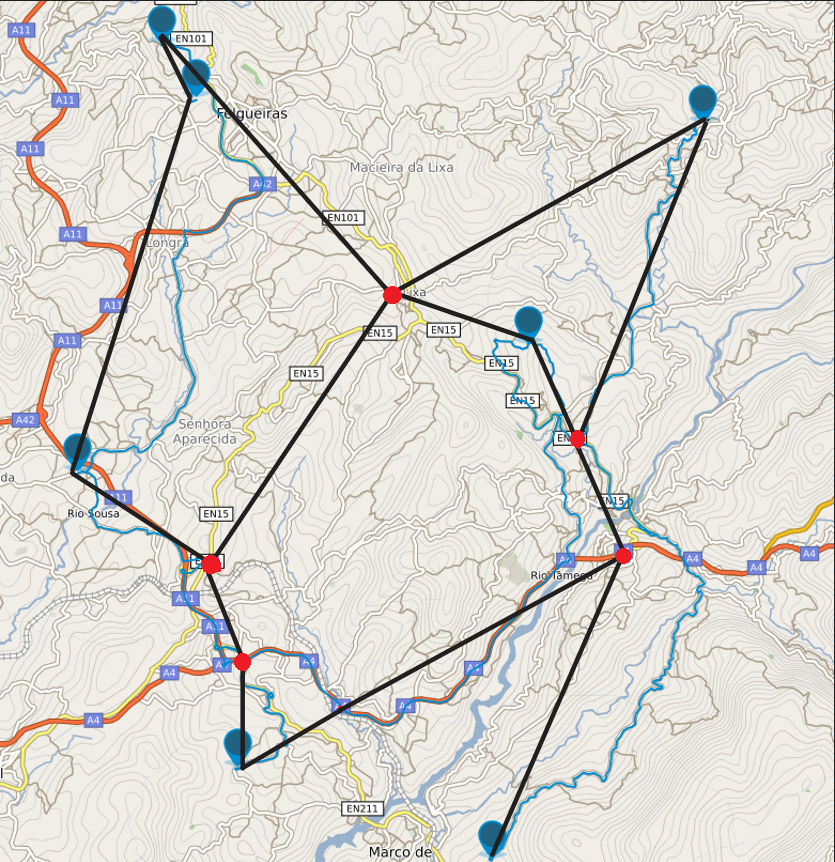 A11
EN101
Felgueiras
A11
A11
Macieira da Lixa
A42
EN101
A11
Longra
A11
Lixa
EN15
EN15
A11
EN15
EN15
EN15
A42
Senhora
Aparecida
da
A11
EN15
EN15
Rio Sousa
A4
A4
A4
Rio Tâmega
A11
A11
A4
A4
A4
A4
A4
EN211
Marco de